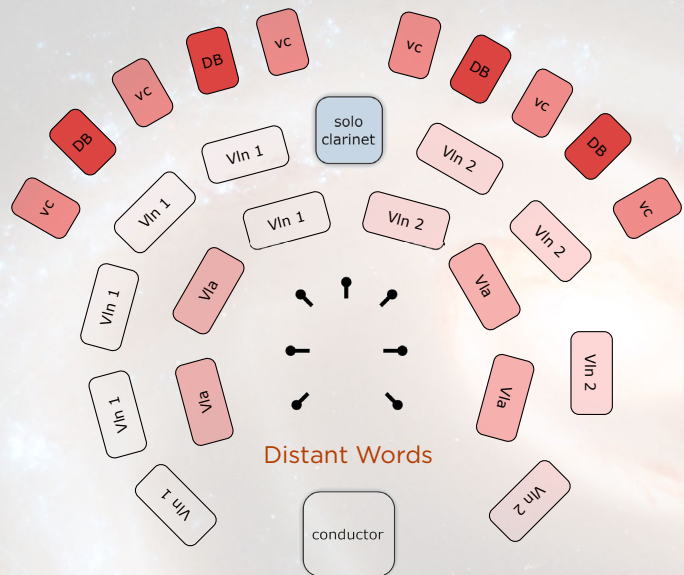 vc
DB
vc
DB
vc
vc
DB
vc
DB
vc
solo
clarinet
Vln 1
Vln 1
Vln 1
Vln 2
Vln 2
Vln 2
Vln 1
Vla
Vla
Vln 1
Vla
Vla
Vln 2
Vln 1
Vln 2
Distant Words
conductor